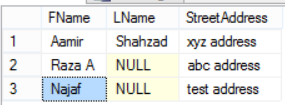 FName LName StreetAddress
1 Aamir Shahzad xyz address
2 Raza A NULL abc address
3 Najaf NULL test address